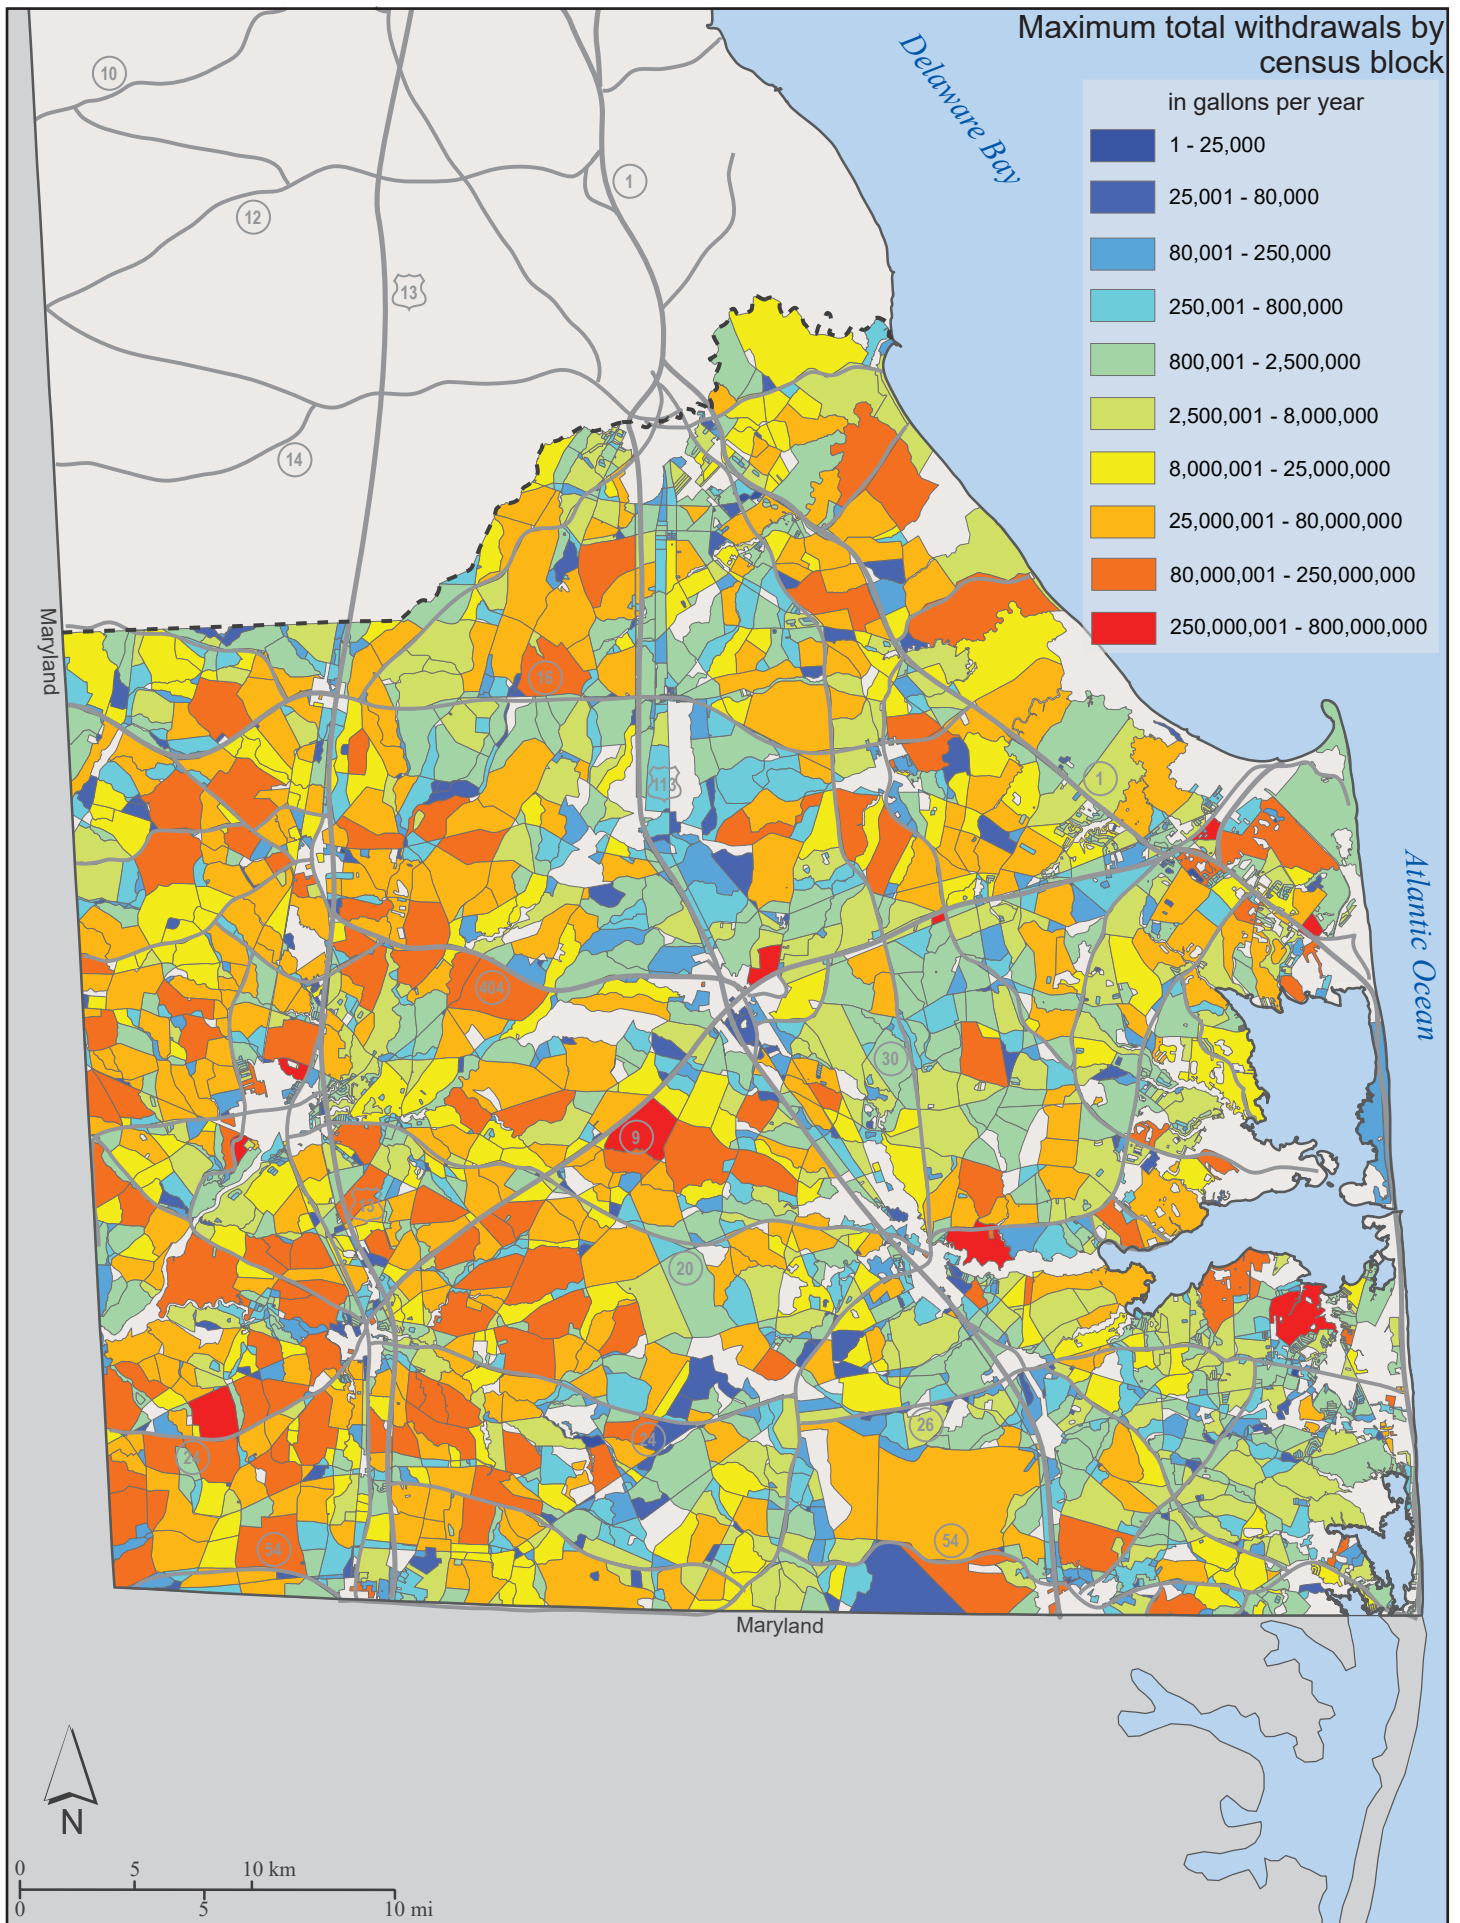 Maximum total withdrawals by
census block
in gallons per year
1 - 25,000
25,001 - 80,000
80,001 - 250,000
250,001 - 800,000
800,001 - 2,500,000
2,500,001 - 8,000,000
8,000,001 - 25,000,000
25,000,001 - 80,000,000
80,000,001 - 250,000,000
250,000,001 - 800,000,000
Delaware Bay
10
1
12
13
14
Maryland
16
113
1
Atlantic Ocean
404
30
9
13
20
26
24
54
54
Maryland
N
0 5 10 km
0 5 10 mi